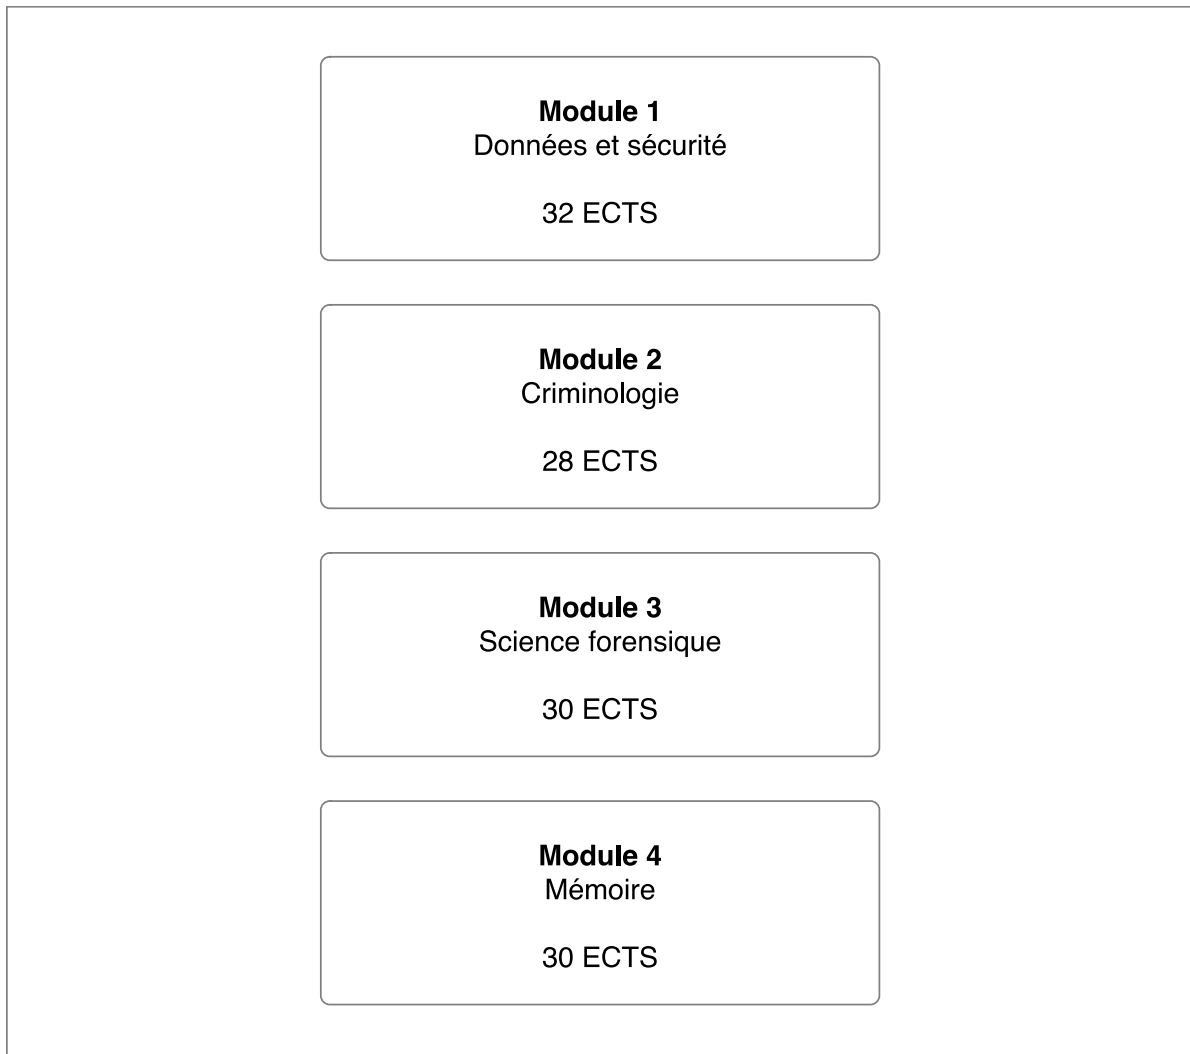 Module 1
Données et sécurité
32 ECTS
Module 2
Criminologie
28 ECTS
Module 3
Science forensique
30 ECTS
Module 4
Mémoire
30 ECTS